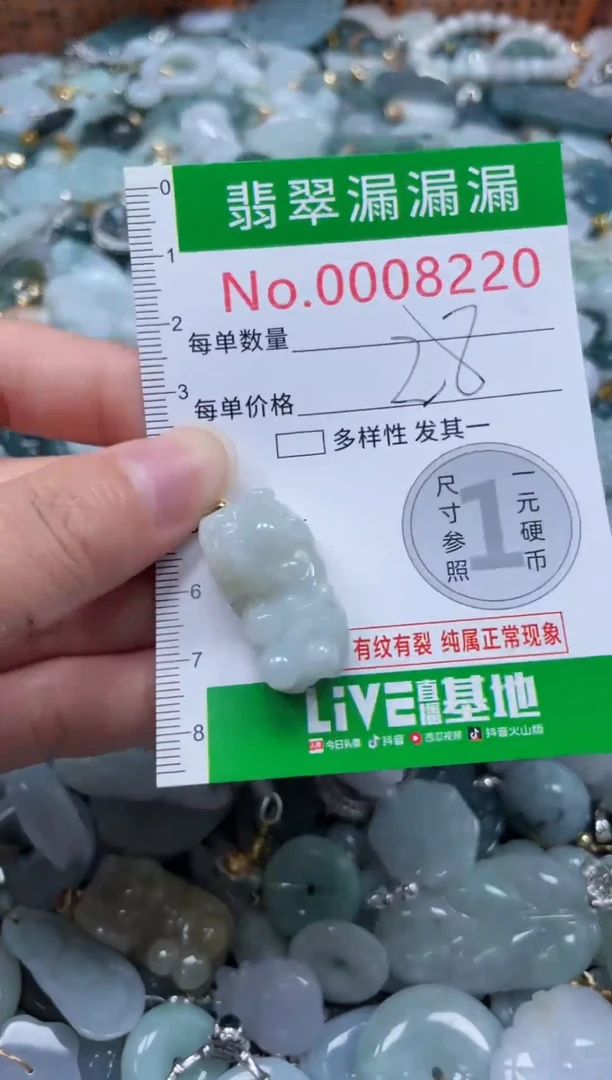 0
翡翠漏漏漏
1
No.0008220
2
每单数量
28
3
每单价格
多样性 发其一
尺寸参照
1
一元硬币
6
有纹有裂 纯属正常现象
7
LiVE直播基地
8
今日头条 抖音 西瓜视频 抖音火山版